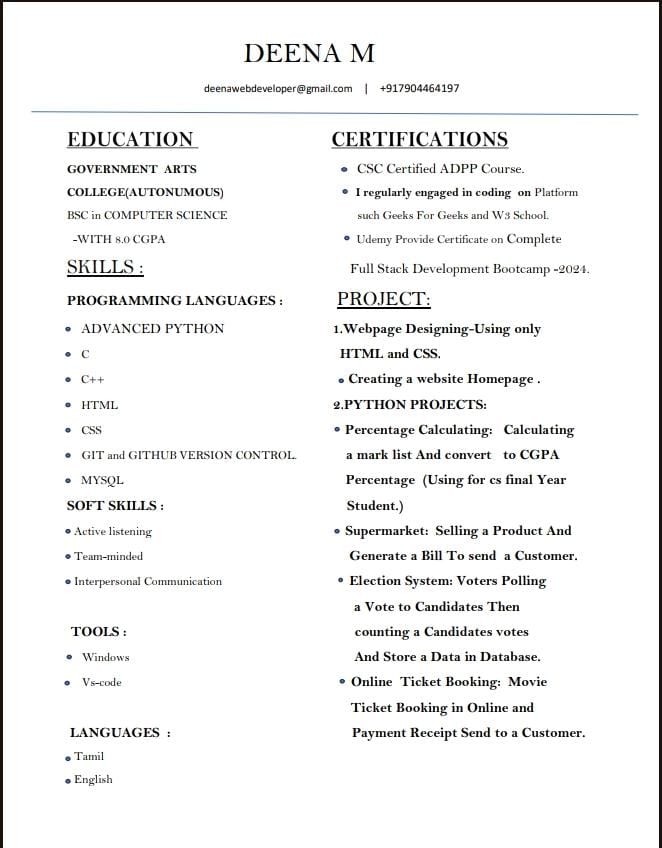 DEENA M
deenawebdeveloper@gmail.com | +917904464197
EDUCATION
GOVERNMENT ARTS
COLLEGE(AUTONUMOUS)
BSC in COMPUTER SCIENCE
-WITH 8.0 CGPA
SKILLS :
PROGRAMMING LANGUAGES :
• ADVANCED PYTHON
• C
• C++
• HTML
• CSS
• GIT and GITHUB VERSION CONTROL.
• MYSQL
SOFT SKILLS :
• Active listening
• Team-minded
• Interpersonal Communication
TOOLS :
• Windows
• Vs-code
LANGUAGES :
• Tamil
• English
CERTIFICATIONS
• CSC Certified ADPP Course.
• I regularly engaged in coding on Platform
such Geeks For Geeks and W3 School.
• Udemy Provide Certificate on Complete
Full Stack Development Bootcamp -2024.
PROJECT:
1.Webpage Designing-Using only
HTML and CSS.
• Creating a website Homepage .
2.PYTHON PROJECTS:
• Percentage Calculating: Calculating
a mark list And convert to CGPA
Percentage (Using for cs final Year
Student.)
• Supermarket: Selling a Product And
Generate a Bill To send a Customer.
• Election System: Voters Polling
a Vote to Candidates Then
counting a Candidates votes
And Store a Data in Database.
• Online Ticket Booking: Movie
Ticket Booking in Online and
Payment Receipt Send to a Customer.